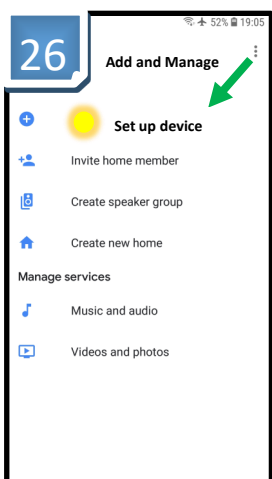 52% 19:05
26
Add and Manage
Set up device
Invite home member
Create speaker group
Create new home
Manage services
Music and audio
Videos and photos